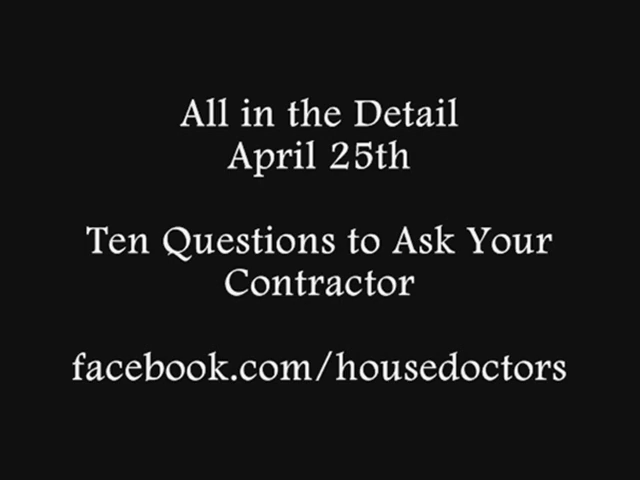 All in the Detail
April 25th
Ten Questions to Ask Your
Contractor
facebook.com/housedoctors